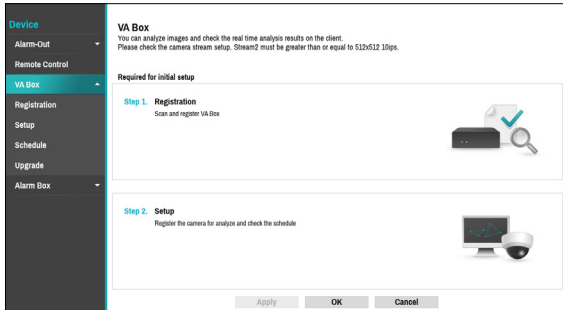 Device
Alarm-Out
Remote Control
VA Box
Registration
Setup
Schedule
Upgrade
Alarm Box
VA Box
You can analyze images and check the real time analysis results on the client.
Please check the camera stream setup. Stream2 must be greater than or equal to 512x512 10ips.
Required for initial setup
Step 1. Registration
Scan and register VA Box
Step 2. Setup
Register the camera for analyze and check the schedule
Apply OK Cancel